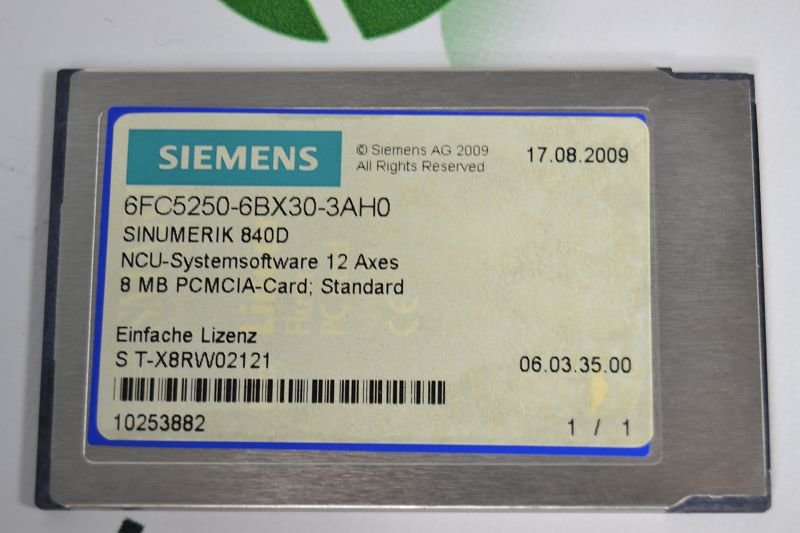 SIEMENS
© Siemens AG 2009
All Rights Reserved
17.08.2009
6FC5250-6BX30-3AH0
SINUMERIK 840D
NCU-Systemsoftware 12 Axes
8 MB PCMCIA-Card; Standard
Einfache Lizenz
S T-X8RW02121
06.03.35.00
10253882
1 / 1